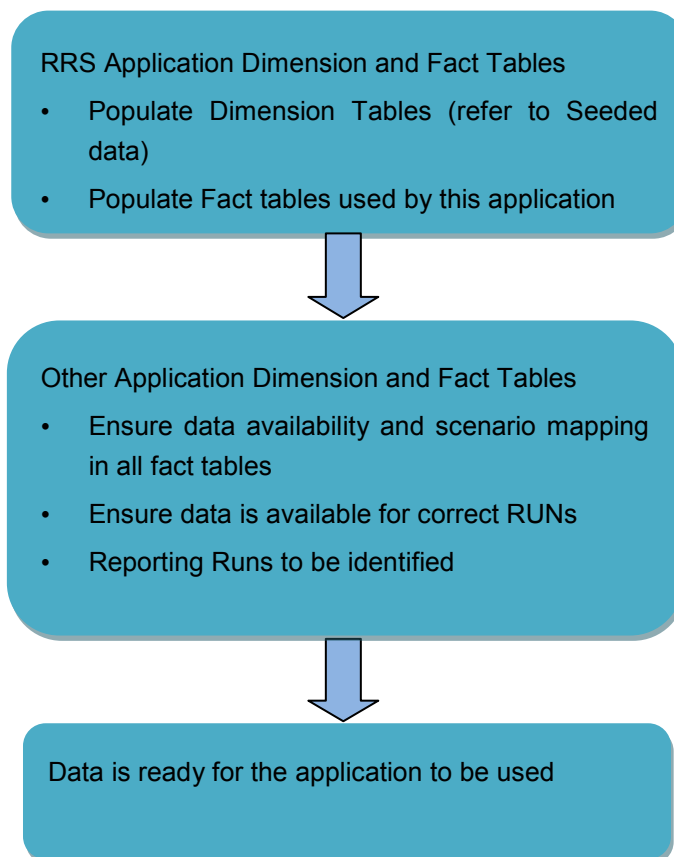 RRS Application Dimension and Fact Tables
• Populate Dimension Tables (refer to Seeded
data)
• Populate Fact tables used by this application
Other Application Dimension and Fact Tables
• Ensure data availability and scenario mapping
in all fact tables
• Ensure data is available for correct RUNs
• Reporting Runs to be identified
Data is ready for the application to be used